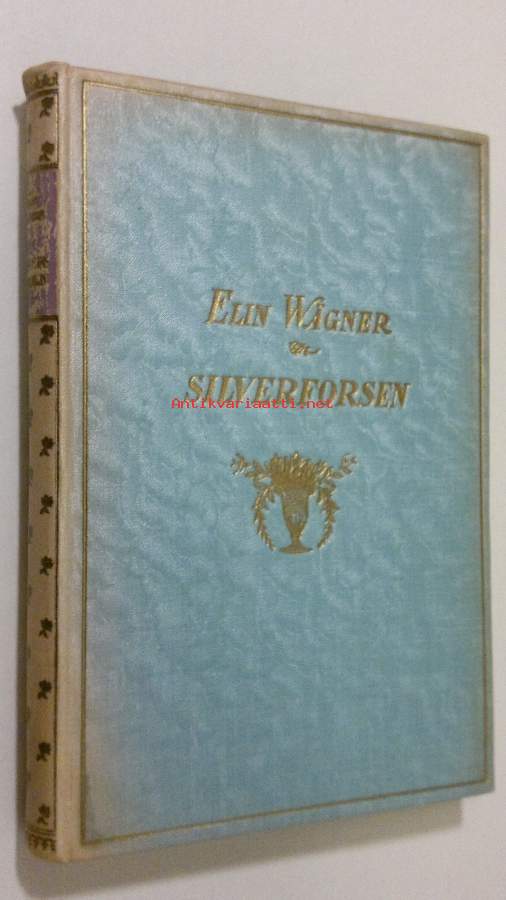 ELIN WÄGNER
SILVERFORSEN
Antikvariaatti.net